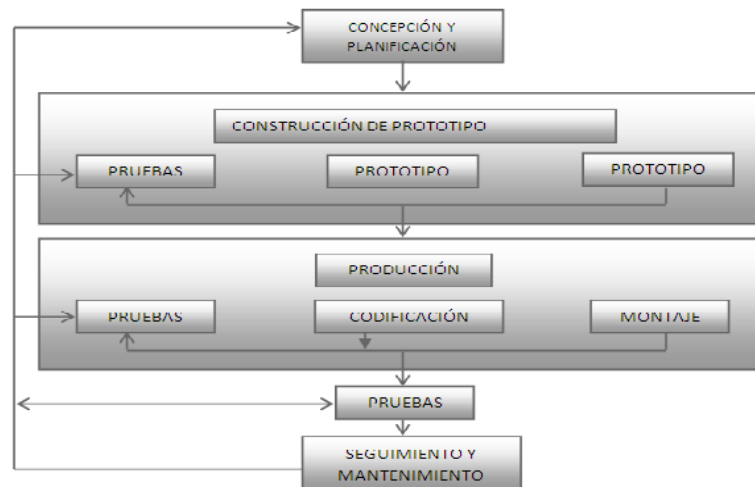 CONCEPCIÓN Y
PLANIFICACIÓN
CONSTRUCCIÓN DE PROTOTIPO
PRUEBAS
PROTOTIPO
PROTOTIPO
PRODUCCIÓN
PRUEBAS
CODIFICACIÓN
MONTAJE
PRUEBAS
SEGUIMIENTO Y
MANTENIMIENTO